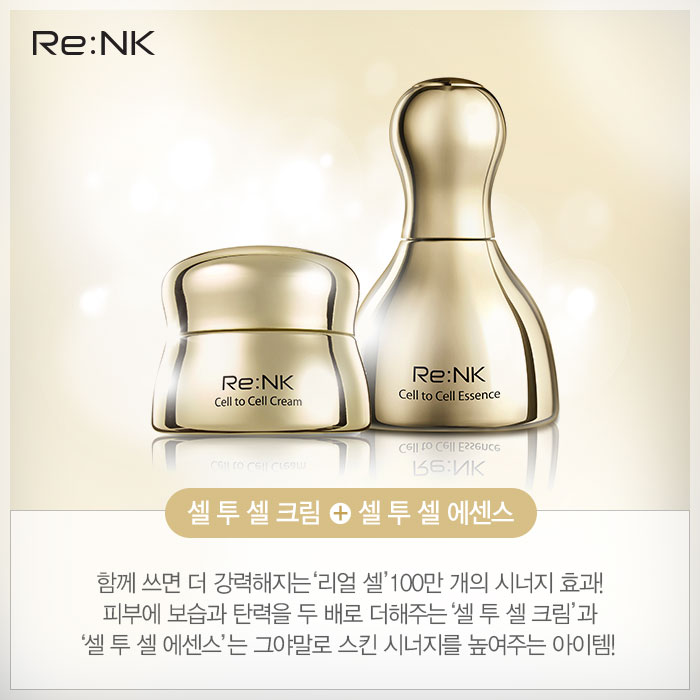 Re:NK
Re:NK
Cell to Cell Cream
Re:NK
Cell to Cell Essence
셀 투 셀 크림 + 셀 투 셀 에센스
함께 쓰면 더 강력해지는 ‘리얼 셀’ 100만 개의 시너지 효과!
피부에 보습과 탄력을 두 배로 더해주는 ‘셀 투 셀 크림’과
‘셀 투 셀 에센스’는 그야말로 스킨 시너지를 높여주는 아이템!